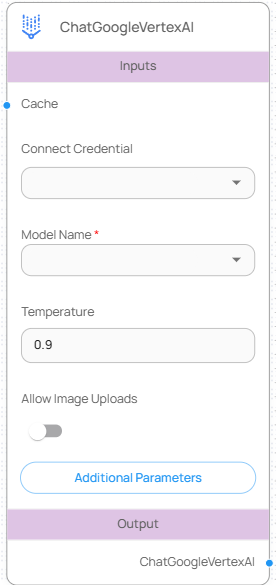 ChatGoogleVertexAI
Inputs
Cache
Connect Credential
Model Name *
Temperature
0.9
Allow Image Uploads
Additional Parameters
Output
ChatGoogleVertexAI